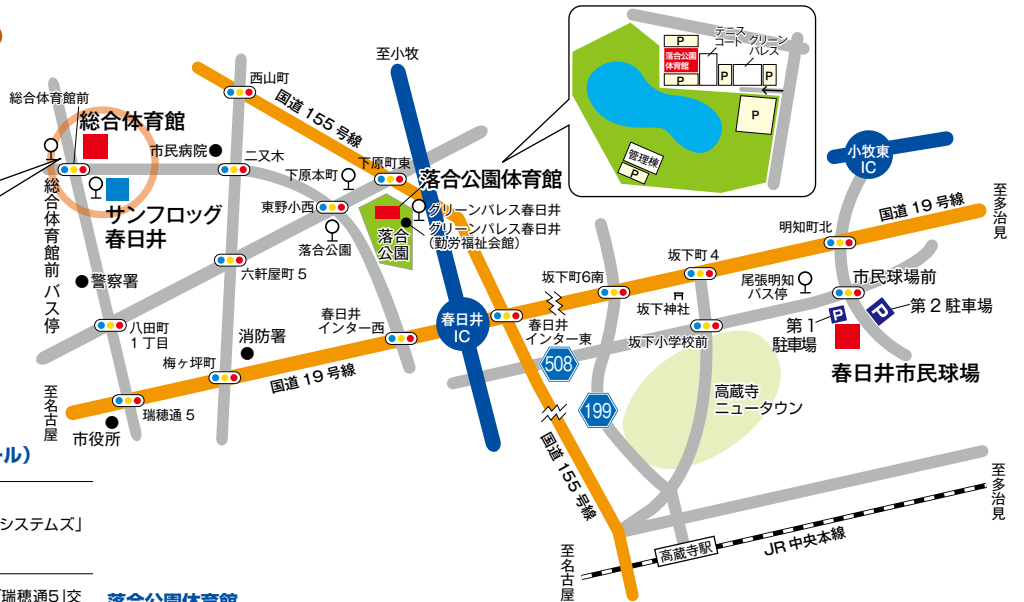 至小牧
西山町
国道155号線
総合体育館前
総合体育館
市民病院
二又木
下原本町
下原町東
東野小西
落合公園
落合公園体育館
グリーンパレス春日井
グリーンパレス春日井
(勤労福祉会館)
落合
公園
サンフロッグ
春日井
総合体育館前 バス停
警察署
六軒屋町5
八田町
1丁目
消防署
梅ヶ坪町
春日井
インター西
春日井
IC
春日井
インター東
国道19号線
至名古屋
瑞穂通5
市役所
P
落合公園
体育館
P
テニス
コート
グリーン
パレス
P
P
P
管理棟
P
小牧東
IC
至多治見
国道19号線
明知町北
坂下町4
坂下町6南
坂下神社
尾張明知
バス停
市民球場前
第1
駐車場
P
P
第2駐車場
春日井市民球場
坂下小学校前
508
199
高蔵寺
ニュータウン
国道155号線
至多治見
高蔵寺駅
JR中央本線
至名古屋
ール)
システムズ」
「瑞穂通5」交
落合公園体育館